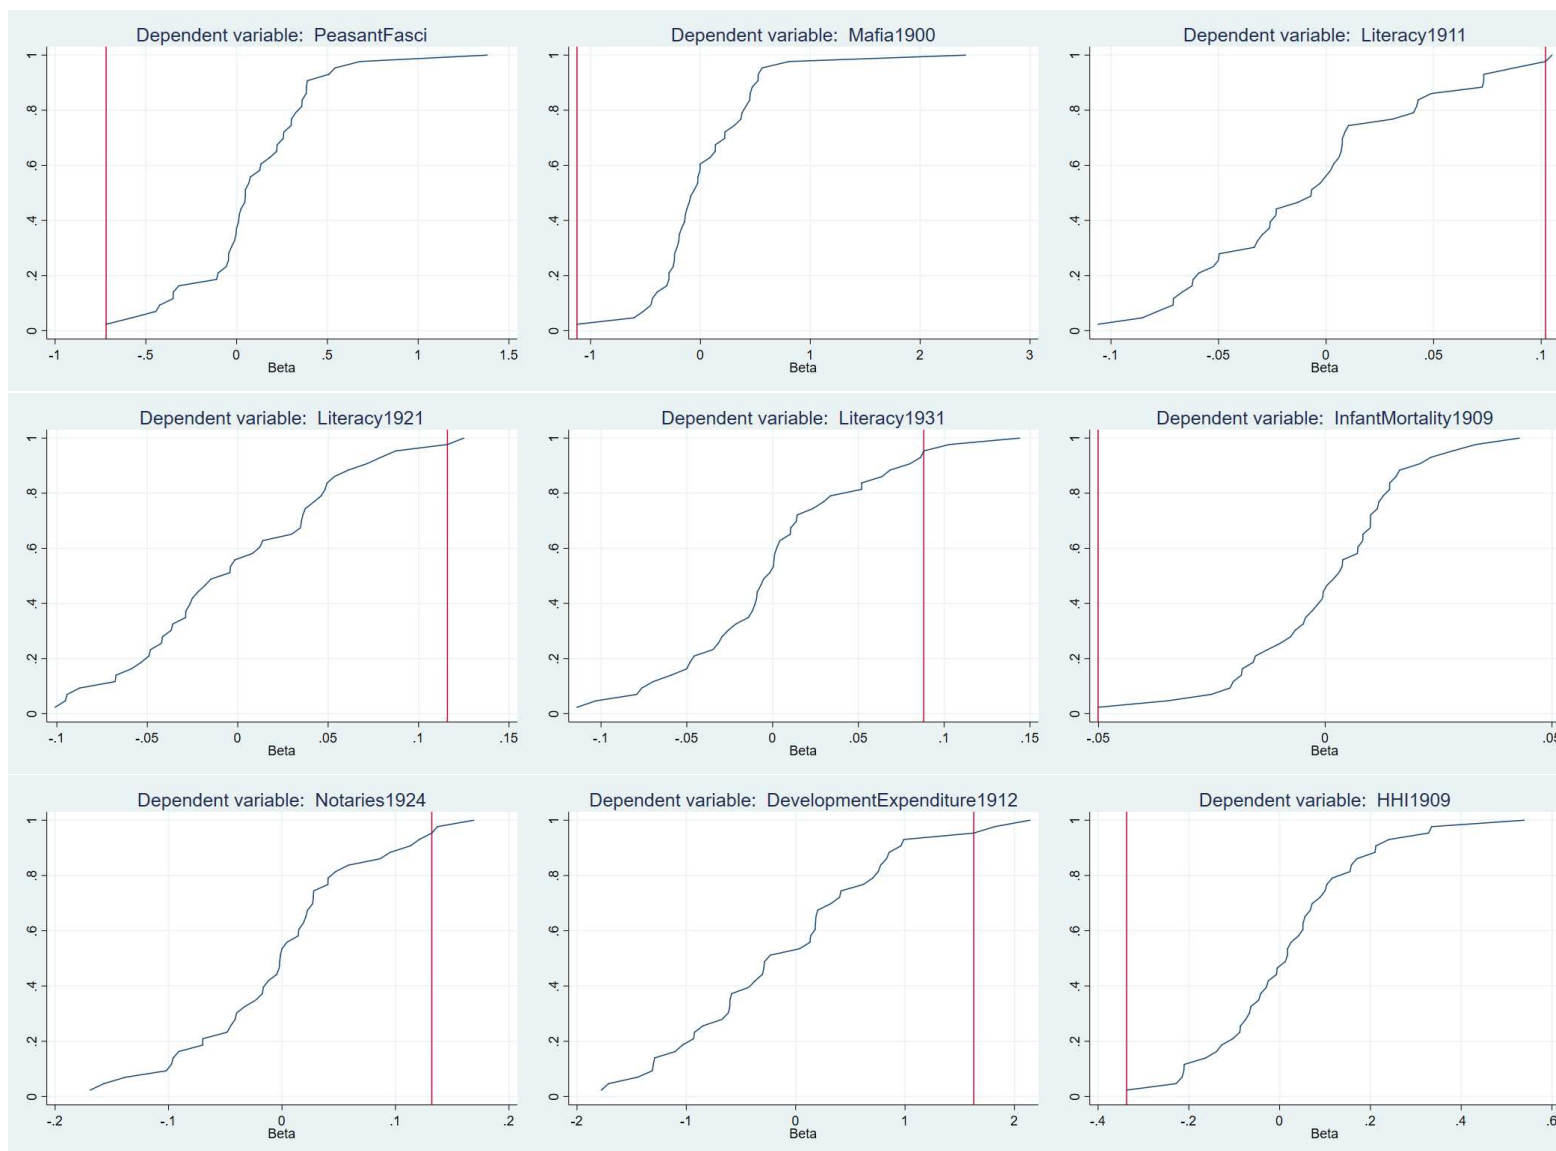 Dependent variable: PeasantFasci
1
.8
.6
.4
.2
0
-1 -.5 0 .5 1 1.5
Beta
Dependent variable: Mafia1900
1
.8
.6
.4
.2
0
-1 0 1 2 3
Beta
Dependent variable: Literacy1911
1
.8
.6
.4
.2
0
-.1 -.05 0 .05 .1
Beta
Dependent variable: Literacy1921
1
.8
.6
.4
.2
0
-.1 -.05 0 .05 .1 .15
Beta
Dependent variable: Literacy1931
1
.8
.6
.4
.2
0
-.1 -.05 0 .05 .1 .15
Beta
Dependent variable: InfantMortality1909
1
.8
.6
.4
.2
0
-.05 0 .05
Beta
Dependent variable: Notaries1924
1
.8
.6
.4
.2
0
-.2 -.1 0 .1 .2
Beta
Dependent variable: DevelopmentExpenditure1912
1
.8
.6
.4
.2
0
-2 -1 0 1 2
Beta
Dependent variable: HHI1909
1
.8
.6
.4
.2
0
-.4 -.2 0 .2 .4 .6
Beta